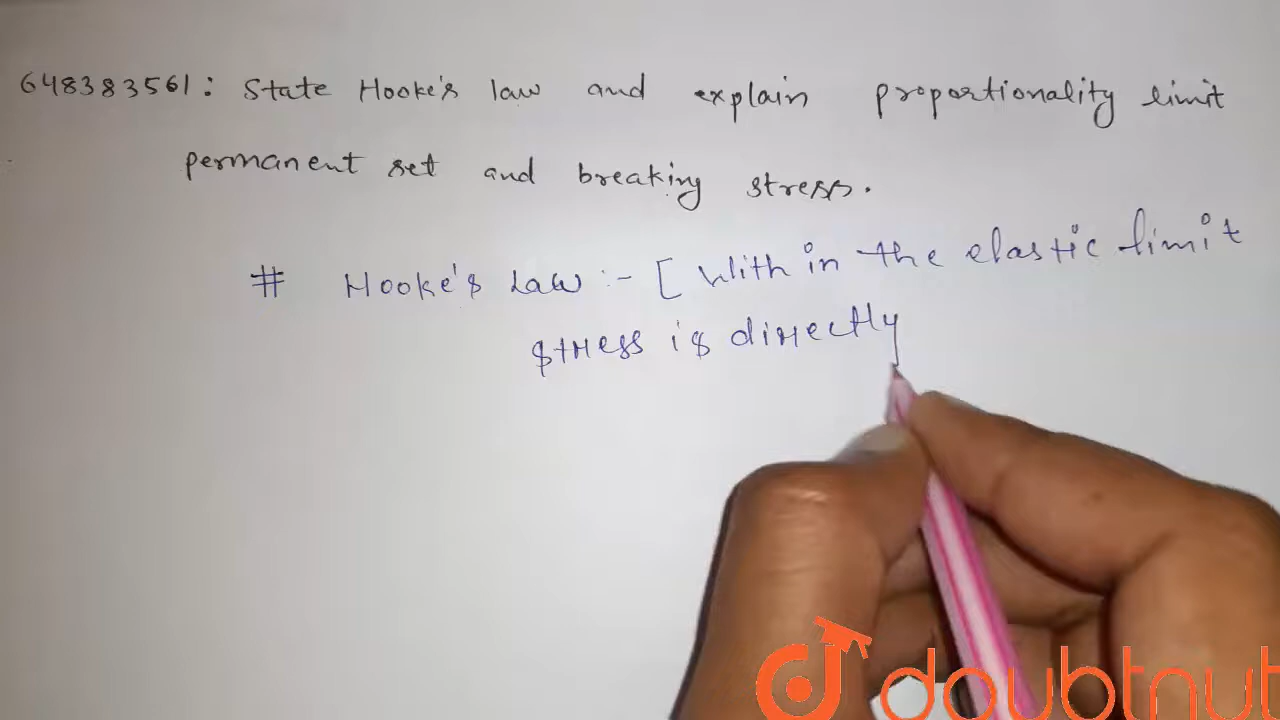 648383561: State Hooke's law and explain proportionality limit
permanent set and breaking stress.
# Hooke's Law :- [ With in the elastic limit
stress is directly
doubtnut